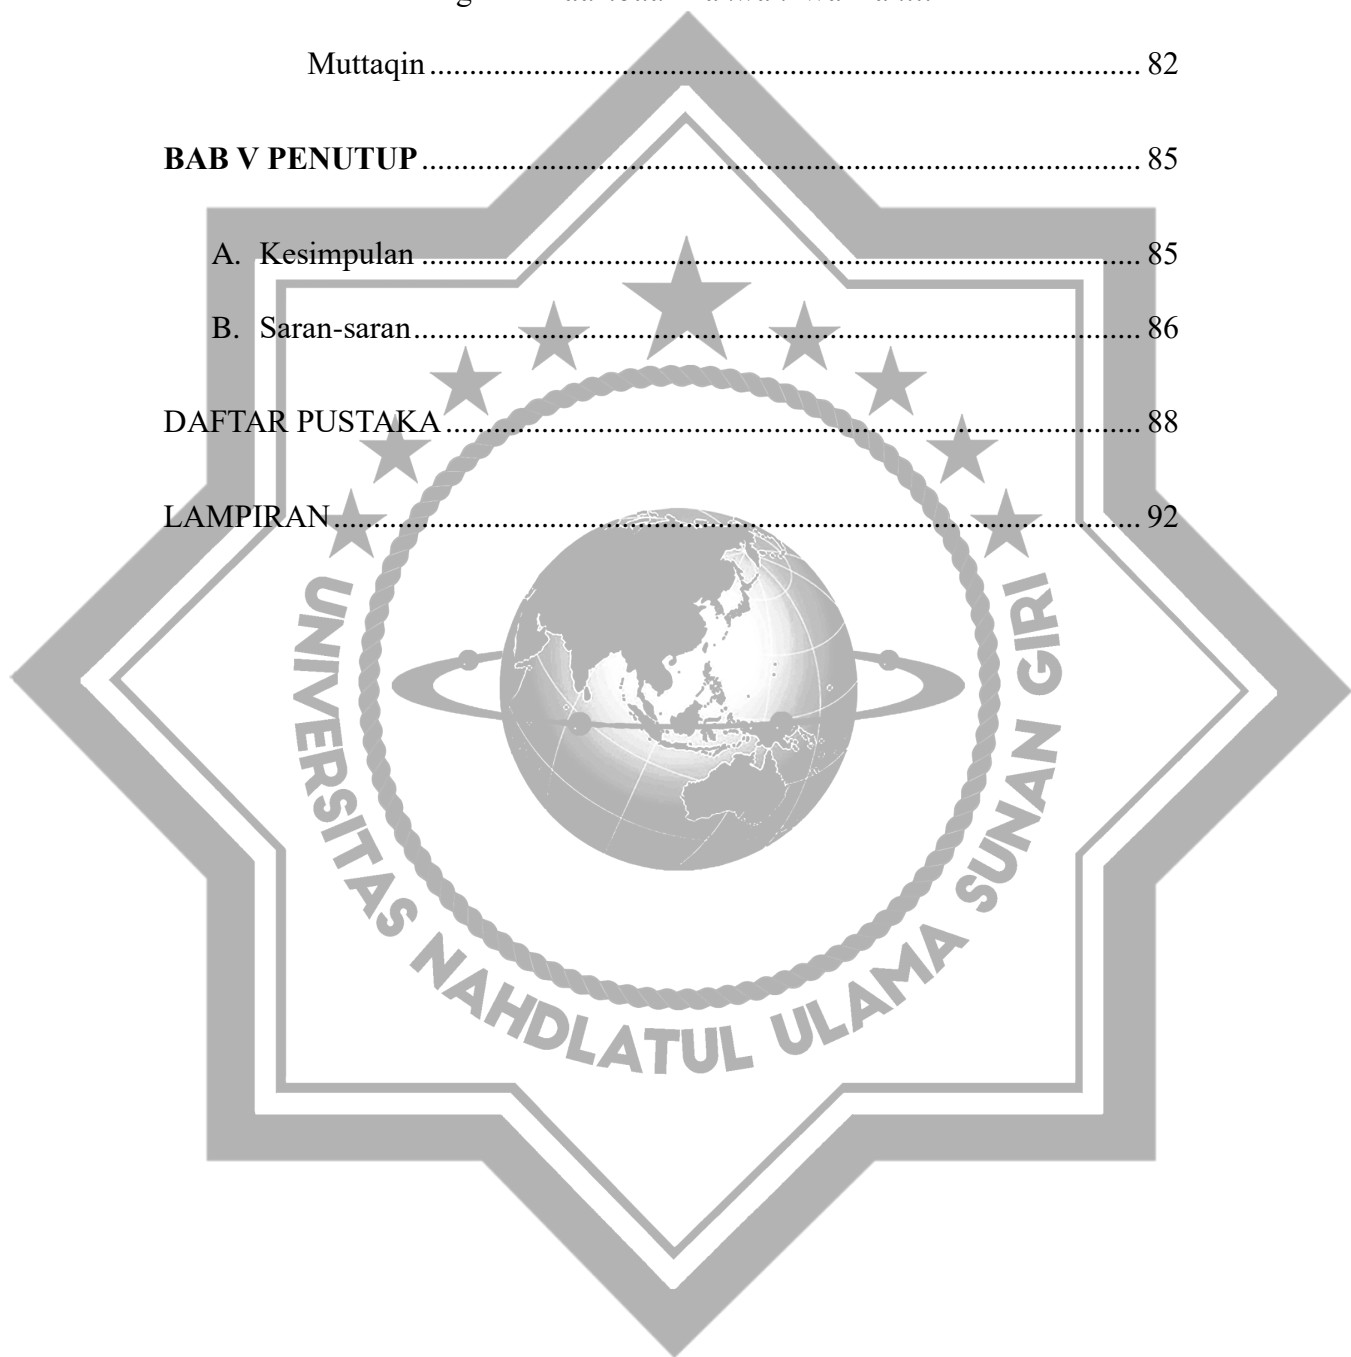 Muttaqin ........ 82
BAB V PENUTUP ........ 85
A. Kesimpulan ........ 85
B. Saran-saran ........ 86
DAFTAR PUSTAKA ........ 88
LAMPIRAN ........ 92
UNIVERSITAS NAHDLATUL ULAMA SUNAN GIRI